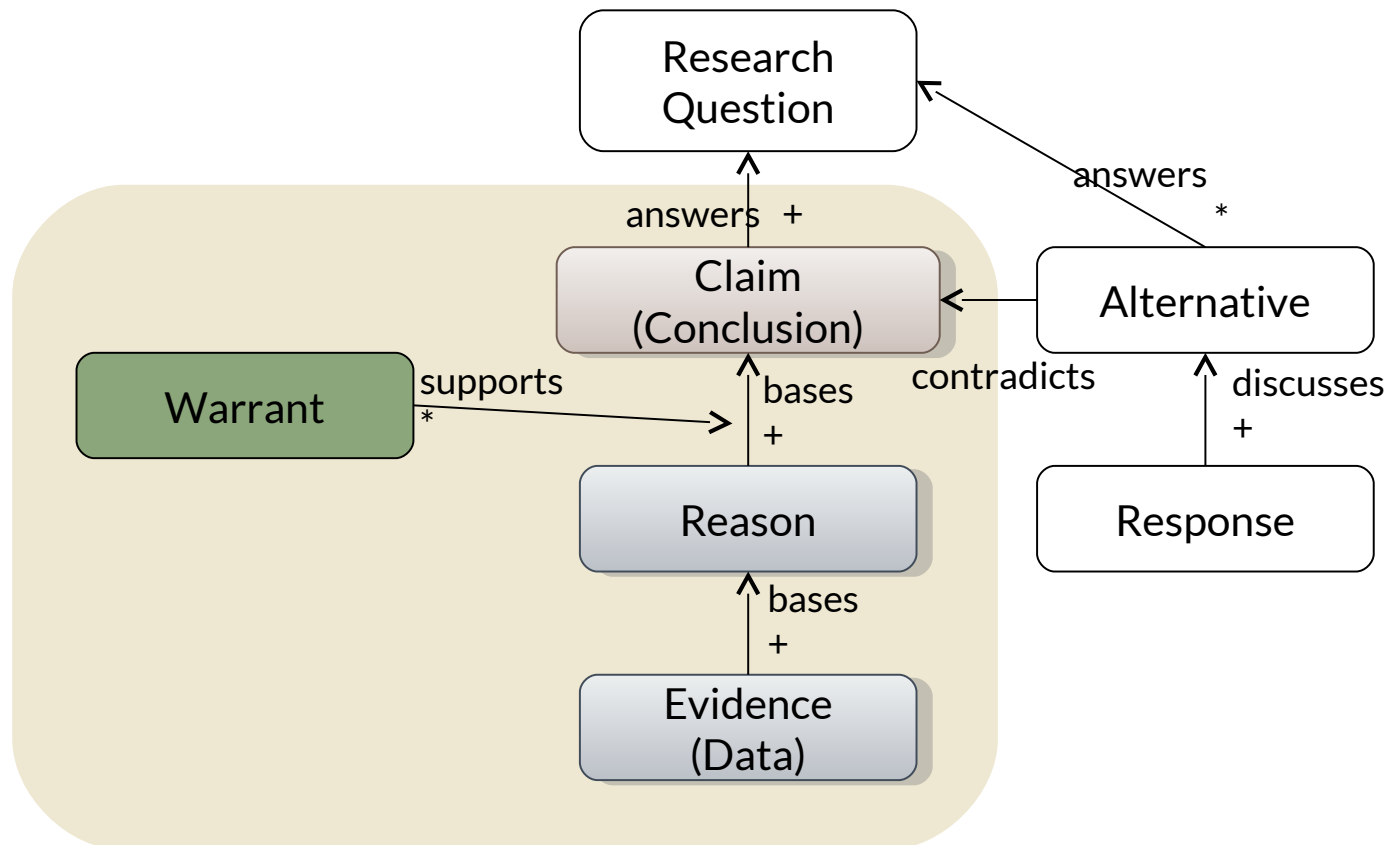 Research
Question
answers
*
answers +
Claim
(Conclusion)
Alternative
Warrant
supports
*
bases
+
contradicts
discusses
+
Reason
Response
bases
+
Evidence
(Data)